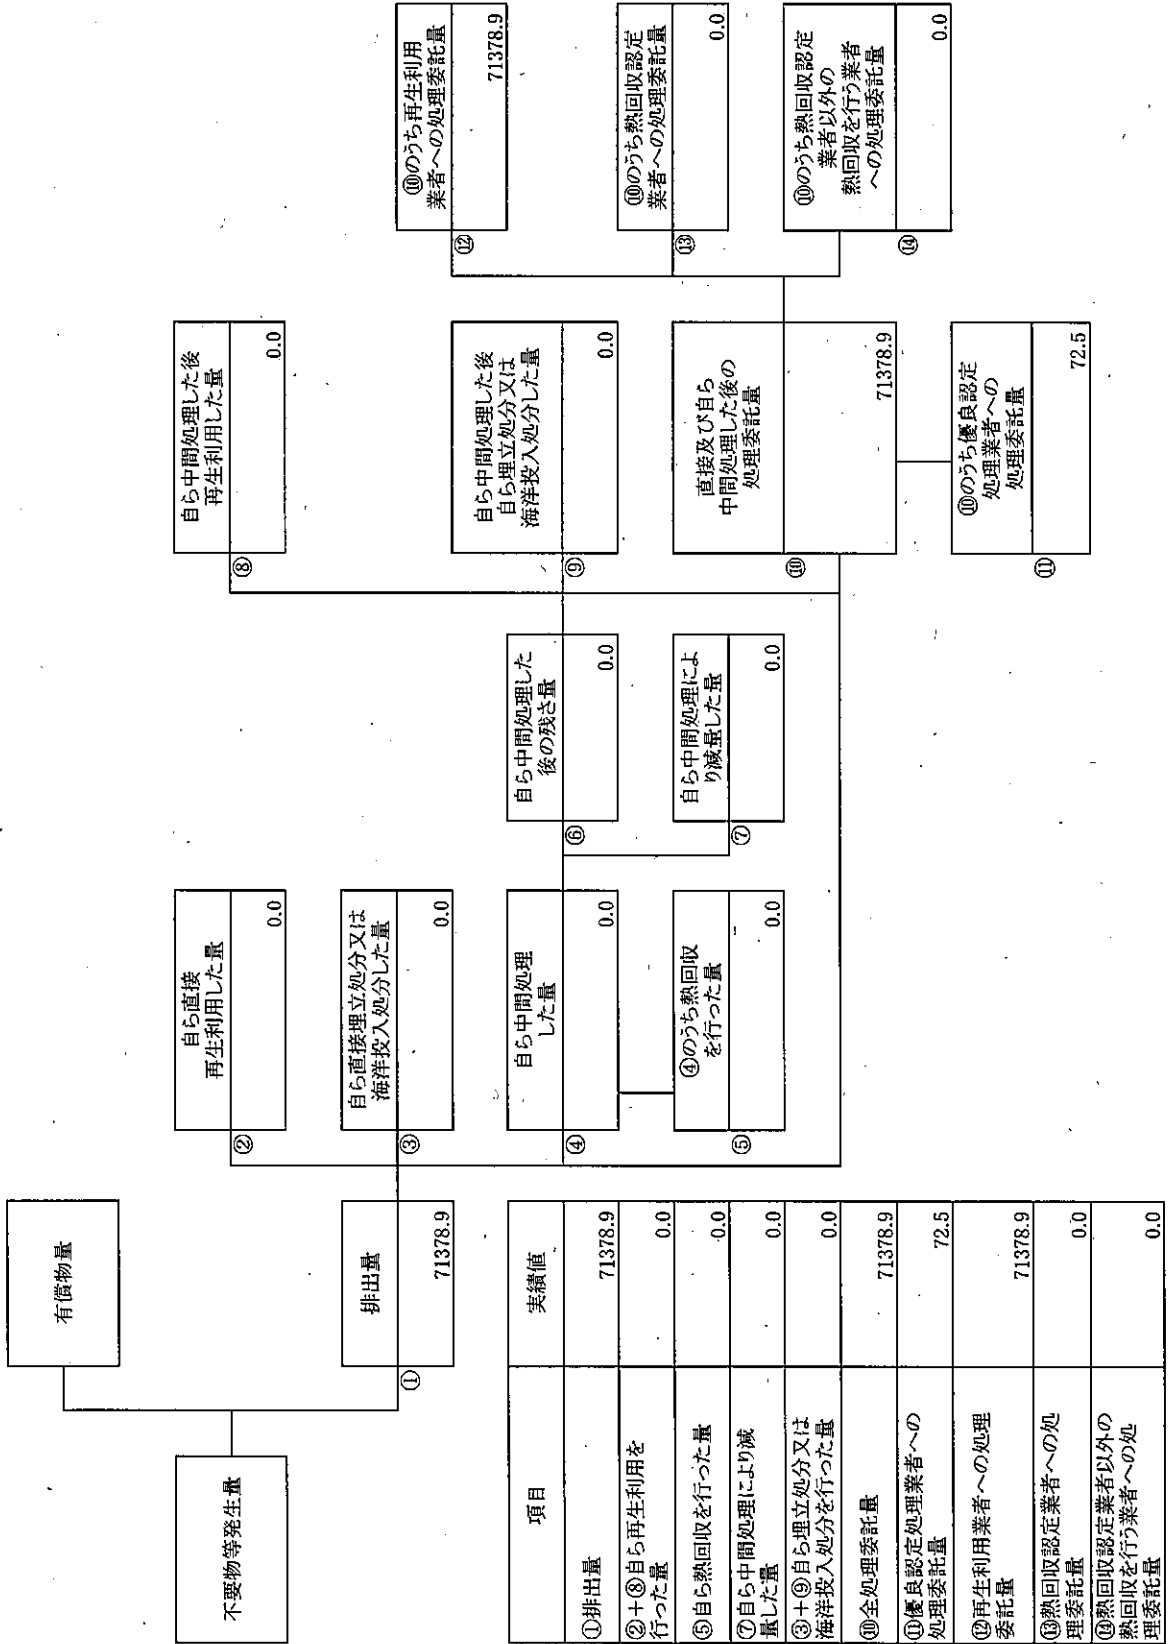 不要物等発生量
有償物量
排出量
①
71378.9
自ら直接
再生利用した量
②
0.0
自ら直接埋立処分又は
海洋投入処分した量
③
0.0
自ら中間処理
した量
④
0.0
④のうち熱回収
を行った量
⑤
0.0
自ら中間処理した
後の残さ量
⑥
0.0
自ら中間処理によ
り減量した量
⑦
0.0
自ら中間処理した後
再生利用した量
⑧
0.0
自ら中間処理した後
自ら埋立処分又は
海洋投入処分した量
⑨
0.0
直接及び自ら
中間処理した後の
処理委託量
⑩
71378.9
⑩のうち優良認定
処理業者への
処理委託量
⑪
72.5
⑩のうち再生利用
業者への処理委託量
⑫
71378.9
⑩のうち熱回収認定
業者への処理委託量
⑬
0.0
⑩のうち熱回収認定
業者以外の
熱回収を行う業者
への処理委託量
⑭
0.0
項目 実績値
①排出量 71378.9
②+⑧自ら再生利用を
行った量 0.0
⑤自ら熱回収を行った量 0.0
⑦自ら中間処理により減
量した量 0.0
③+⑨自ら埋立処分又は
海洋投入処分を行った量 0.0
⑩全処理委託量 71378.9
⑪優良認定処理業者への
処理委託量 72.5
⑫再生利用業者への処理
委託量 71378.9
⑬熱回収認定業者への処
理委託量 0.0
⑭熱回収認定業者以外の
熱回収を行う業者への処
理委託量 0.0